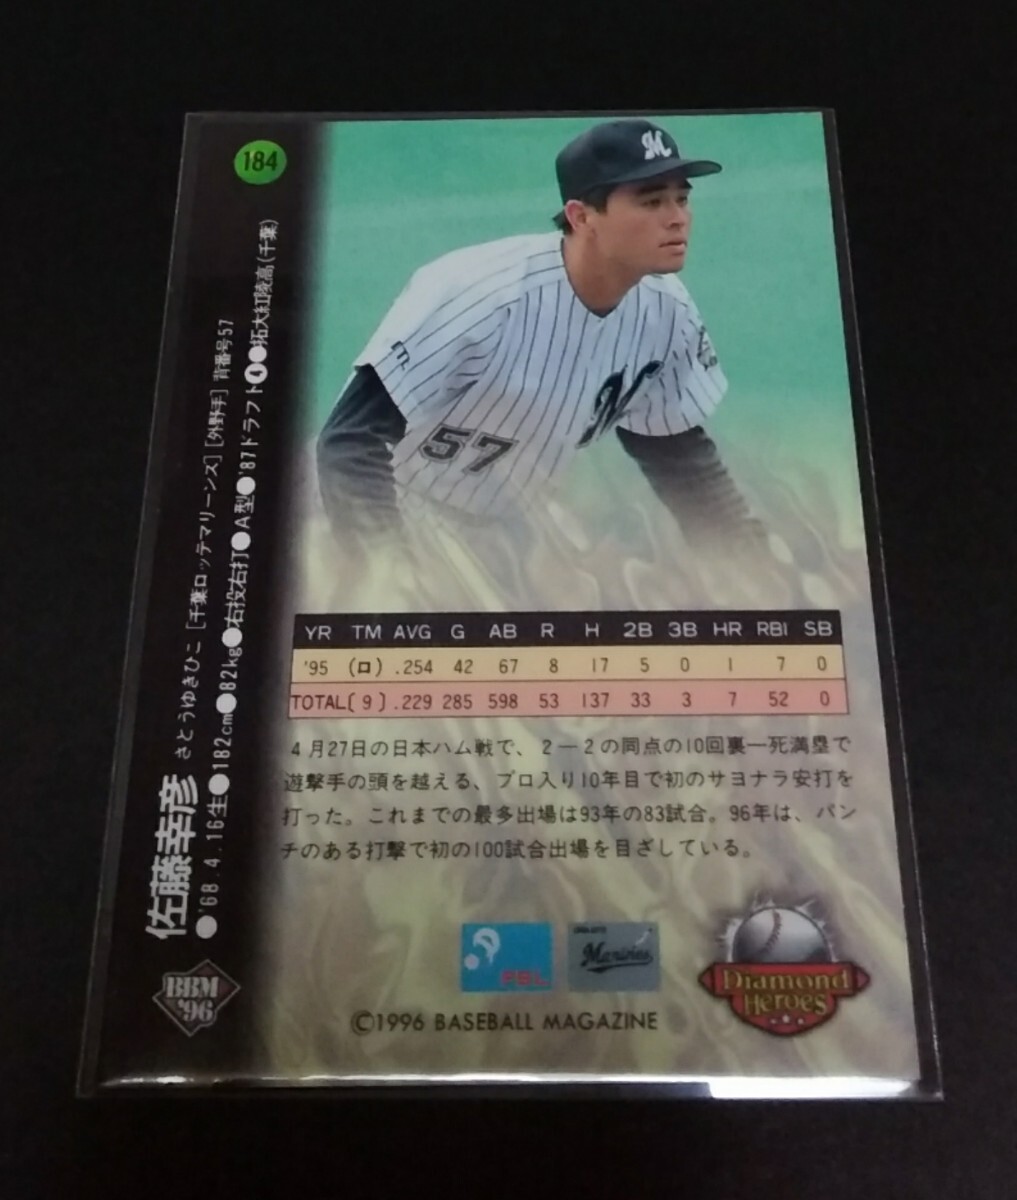 184
佐藤幸彦 さとうゆきひこ [千葉ロッテマリーンズ] [外野手] 背番号57
●'68.4.16生●182cm●82kg●右投右打●A型●'87ドラフト❹●拓大紅陵高(千葉)
BBM
'96
M
57
M
YR TM AVG G AB R H 2B 3B HR RBI SB
'95 (ロ) .254 42 67 8 17 5 0 1 7 0
TOTAL[9] .229 285 598 53 137 33 3 7 52 0
4月27日の日本ハム戦で、2―2の同点の10回裏一死満塁で
遊撃手の頭を越える、プロ入り10年目で初のサヨナラ安打を
打った。これまでの最多出場は93年の83試合。96年は、パン
チのある打撃で初の100試合出場を目ざしている。
PBL
Marines
Diamond
Heroes
©1996 BASEBALL MAGAZINE